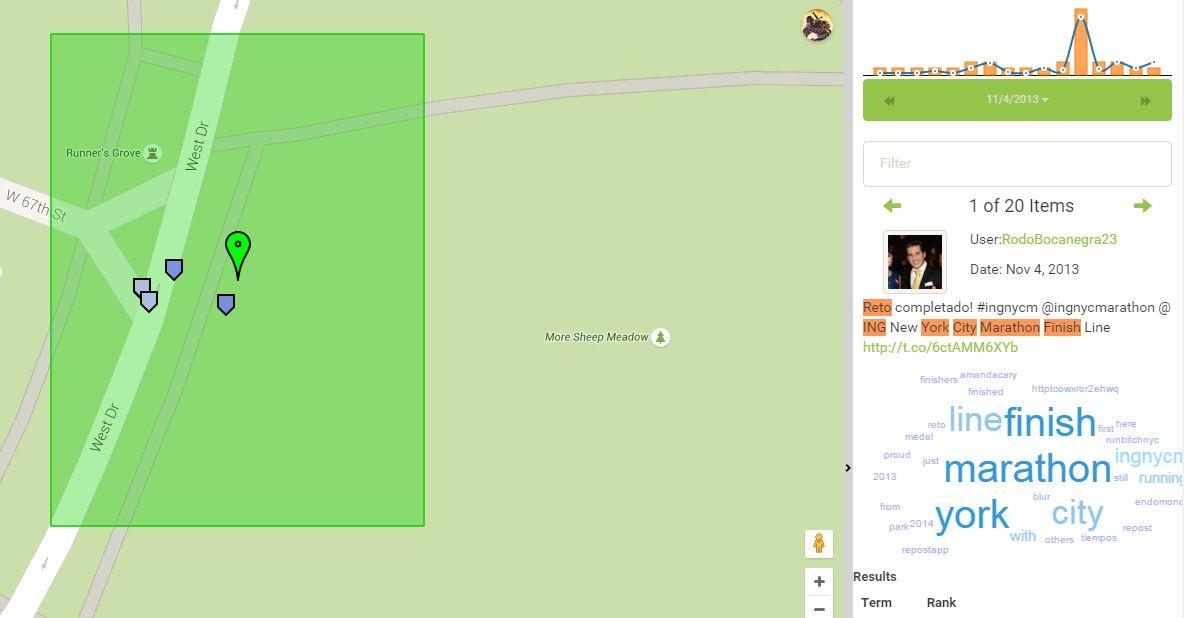 West Dr
Runner's Grove
W 67th St
More Sheep Meadow
West Dr
11/4/2013
Filter
1 of 20 Items
User:RodoBocanegra23
Date: Nov 4, 2013
Reto completado! #ingnycm @ingnycmarathon @
ING New York City Marathon Finish Line
http://t.co/6ctAMM6XYb
finishers amandacary
finished httptcowxror2ehwq
reto line finish first here
medal runbitchnyc
proud just marathon still ingnycm
2013 running
from blur endomond
park 2014 york city repost
with others tiempos
repostapp
Results
Term Rank